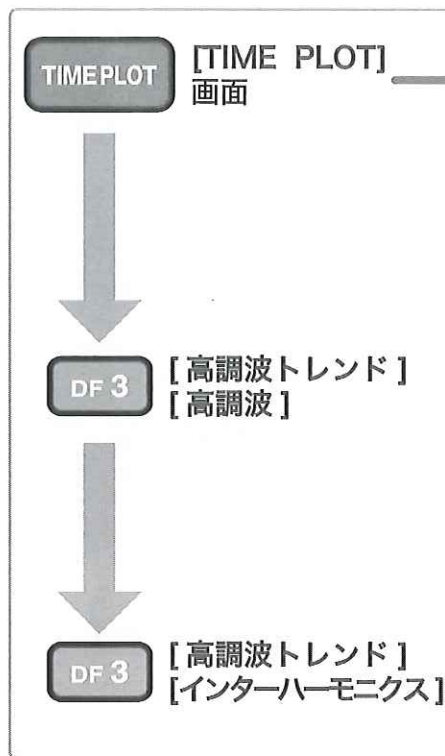 TIMEPLOT
[TIME PLOT]
画面
DF 3
[高調波トレンド]
[高調波]
DF 3
[高調波トレンド]
[インターハーモニクス]